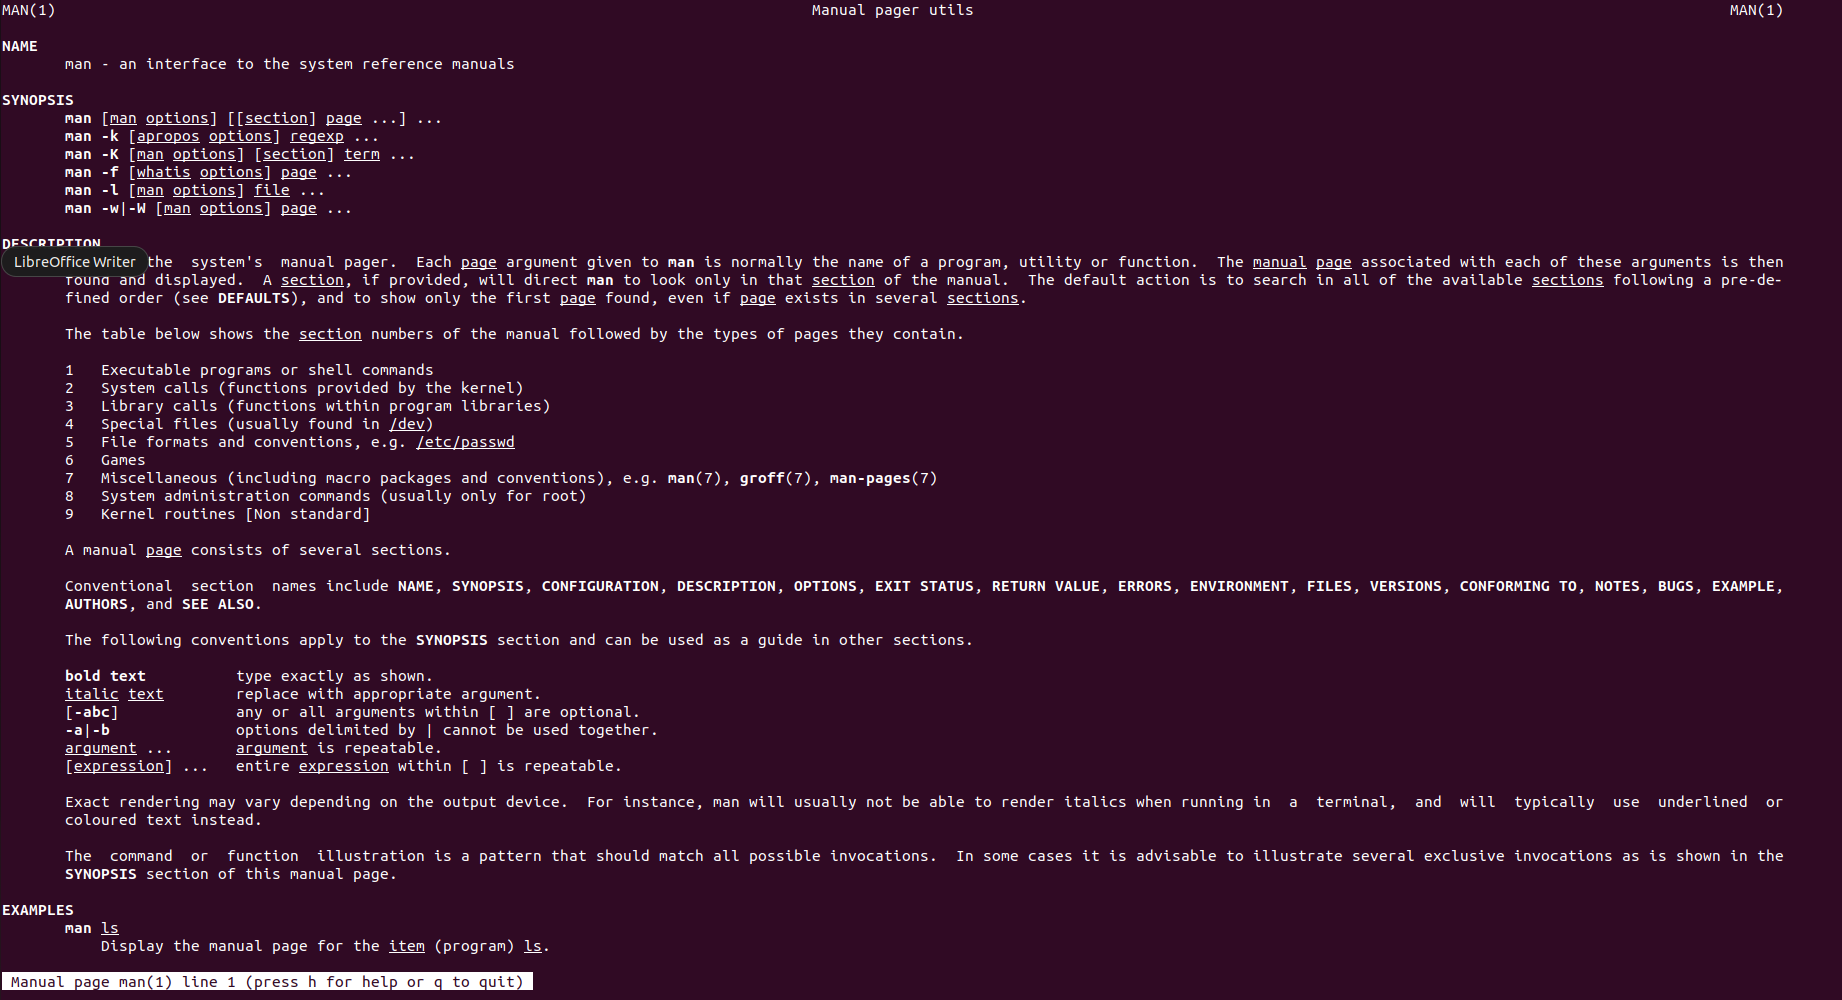 MAN(1) Manual pager utils MAN(1)
NAME
man - an interface to the system reference manuals
SYNOPSIS
man [man options] [[section] page ...] ...
man -k [apropos options] regexp ...
man -K [man options] [section] term ...
man -f [whatis options] page ...
man -l [man options] file ...
man -w|-W [man options] page ...
DESCRIPTION
LibreOffice Writer
the system's manual pager. Each page argument given to man is normally the name of a program, utility or function. The manual page associated with each of these arguments is then
found and displayed. A section, if provided, will direct man to look only in that section of the manual. The default action is to search in all of the available sections following a pre-de-
fined order (see DEFAULTS), and to show only the first page found, even if page exists in several sections.
The table below shows the section numbers of the manual followed by the types of pages they contain.
1 Executable programs or shell commands
2 System calls (functions provided by the kernel)
3 Library calls (functions within program libraries)
4 Special files (usually found in /dev)
5 File formats and conventions, e.g. /etc/passwd
6 Games
7 Miscellaneous (including macro packages and conventions), e.g. man(7), groff(7), man-pages(7)
8 System administration commands (usually only for root)
9 Kernel routines [Non standard]
A manual page consists of several sections.
Conventional section names include NAME, SYNOPSIS, CONFIGURATION, DESCRIPTION, OPTIONS, EXIT STATUS, RETURN VALUE, ERRORS, ENVIRONMENT, FILES, VERSIONS, CONFORMING TO, NOTES, BUGS, EXAMPLE,
AUTHORS, and SEE ALSO.
The following conventions apply to the SYNOPSIS section and can be used as a guide in other sections.
bold text type exactly as shown.
italic text replace with appropriate argument.
[-abc] any or all arguments within [ ] are optional.
-a|-b options delimited by | cannot be used together.
argument ... argument is repeatable.
[expression] ... entire expression within [ ] is repeatable.
Exact rendering may vary depending on the output device. For instance, man will usually not be able to render italics when running in a terminal, and will typically use underlined or
coloured text instead.
The command or function illustration is a pattern that should match all possible invocations. In some cases it is advisable to illustrate several exclusive invocations as is shown in the
SYNOPSIS section of this manual page.
EXAMPLES
man ls
Display the manual page for the item (program) ls.
Manual page man(1) line 1 (press h for help or q to quit)